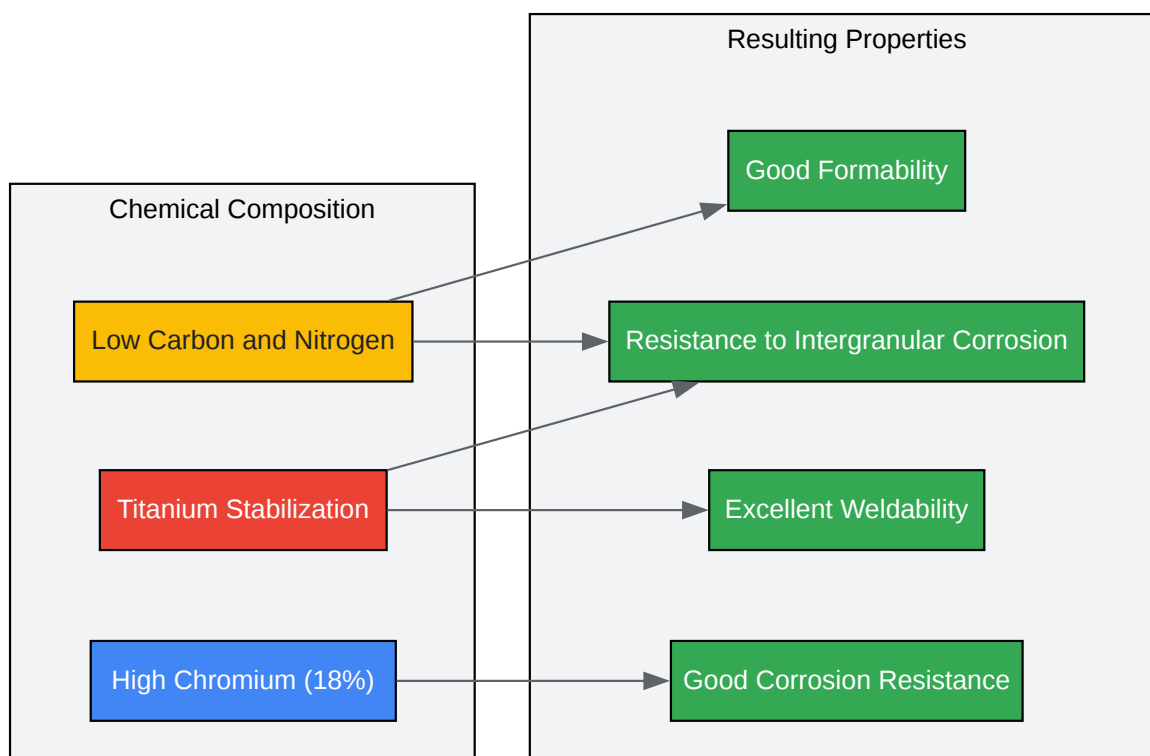 Chemical Composition
Low Carbon and Nitrogen
Titanium Stabilization
High Chromium (18%)
Resulting Properties
Good Formability
Resistance to Intergranular Corrosion
Excellent Weldability
Good Corrosion Resistance